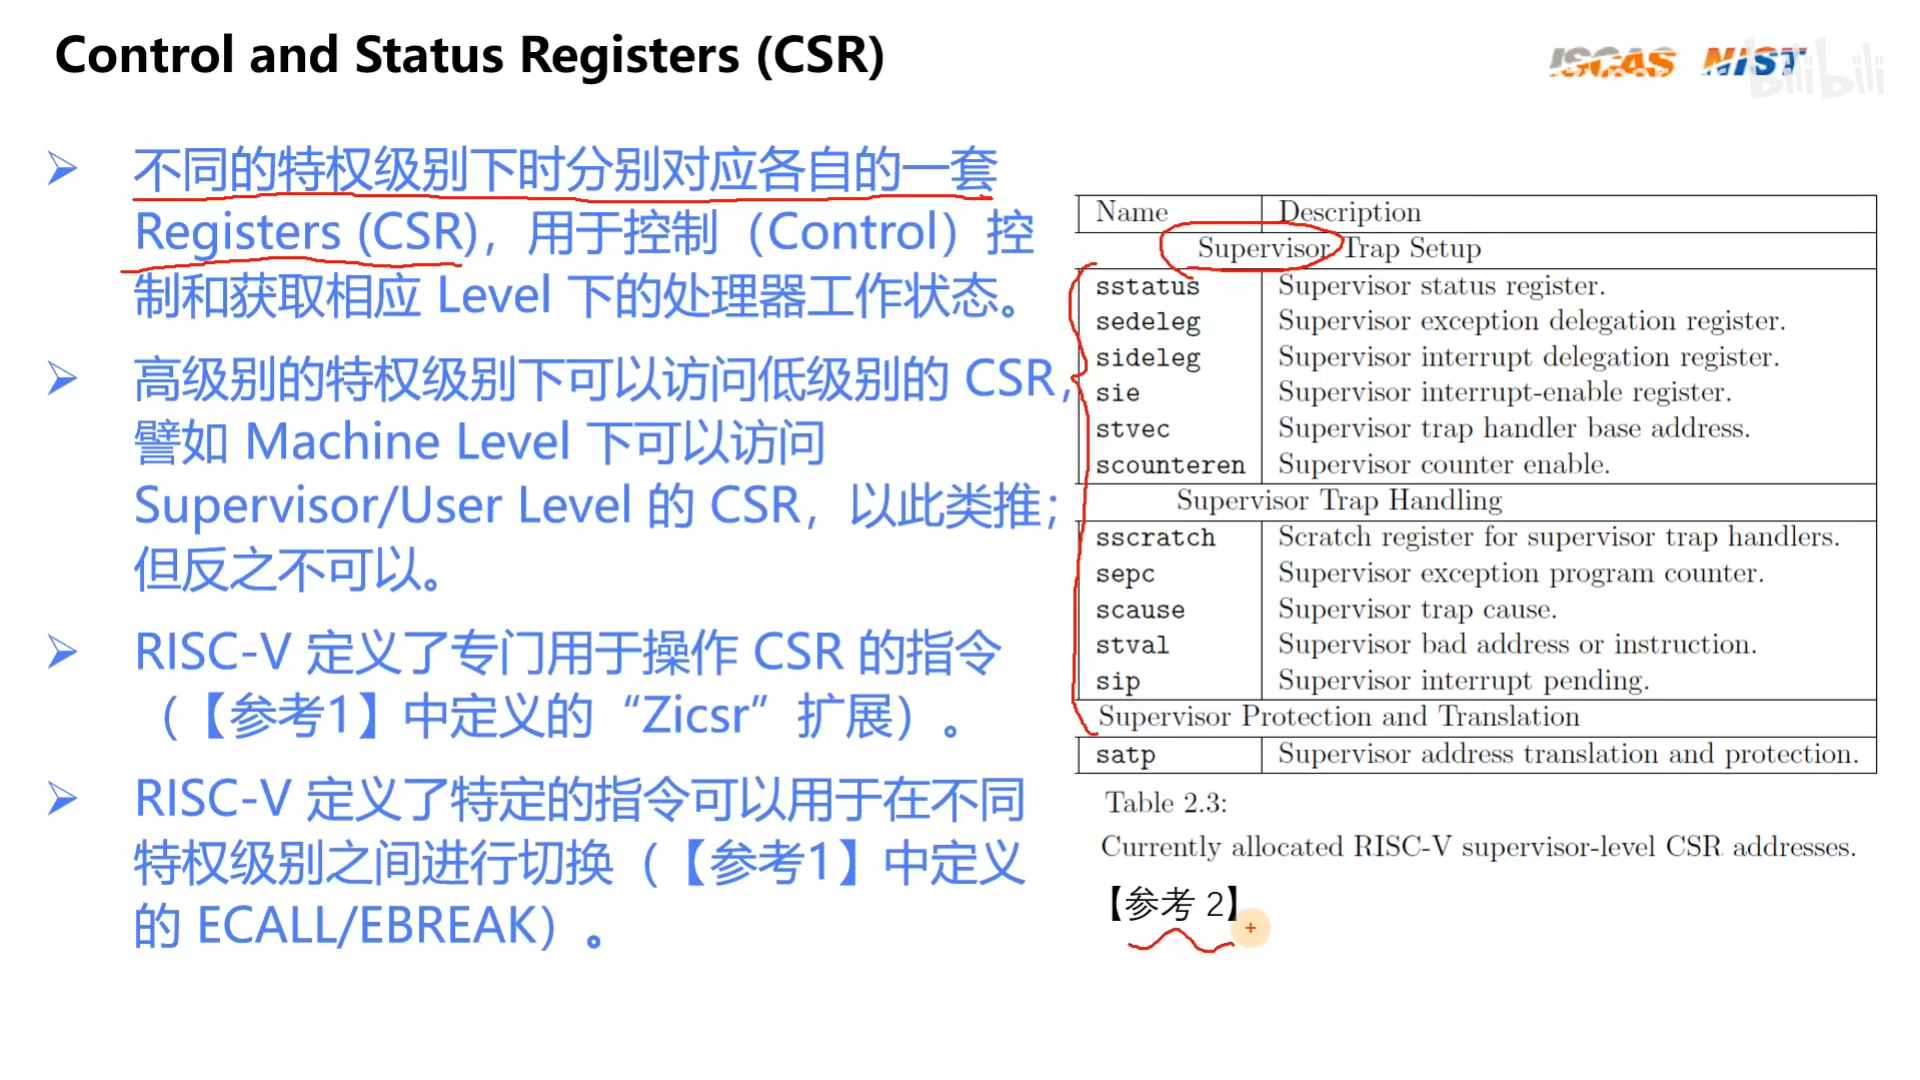 Control and Status Registers (CSR)
ISCAS NIST
bilibili
不同的特权级别下时分别对应各自的一套
Registers (CSR)，用于控制（Control）控
制和获取相应 Level 下的处理器工作状态。
高级别的特权级别下可以访问低级别的 CSR，
譬如 Machine Level 下可以访问
Supervisor/User Level 的 CSR，以此类推；
但反之不可以。
RISC-V 定义了专门用于操作 CSR 的指令
（【参考1】中定义的“Zicsr”扩展）。
RISC-V 定义了特定的指令可以用于在不同
特权级别之间进行切换（【参考1】中定义
的 ECALL/EBREAK）。
Name Description
Supervisor Trap Setup
sstatus Supervisor status register.
sedeleg Supervisor exception delegation register.
sideleg Supervisor interrupt delegation register.
sie Supervisor interrupt-enable register.
stvec Supervisor trap handler base address.
scounteren Supervisor counter enable.
Supervisor Trap Handling
sscratch Scratch register for supervisor trap handlers.
sepc Supervisor exception program counter.
scause Supervisor trap cause.
stval Supervisor bad address or instruction.
sip Supervisor interrupt pending.
Supervisor Protection and Translation
satp Supervisor address translation and protection.
Table 2.3:
Currently allocated RISC-V supervisor-level CSR addresses.
【参考 2】